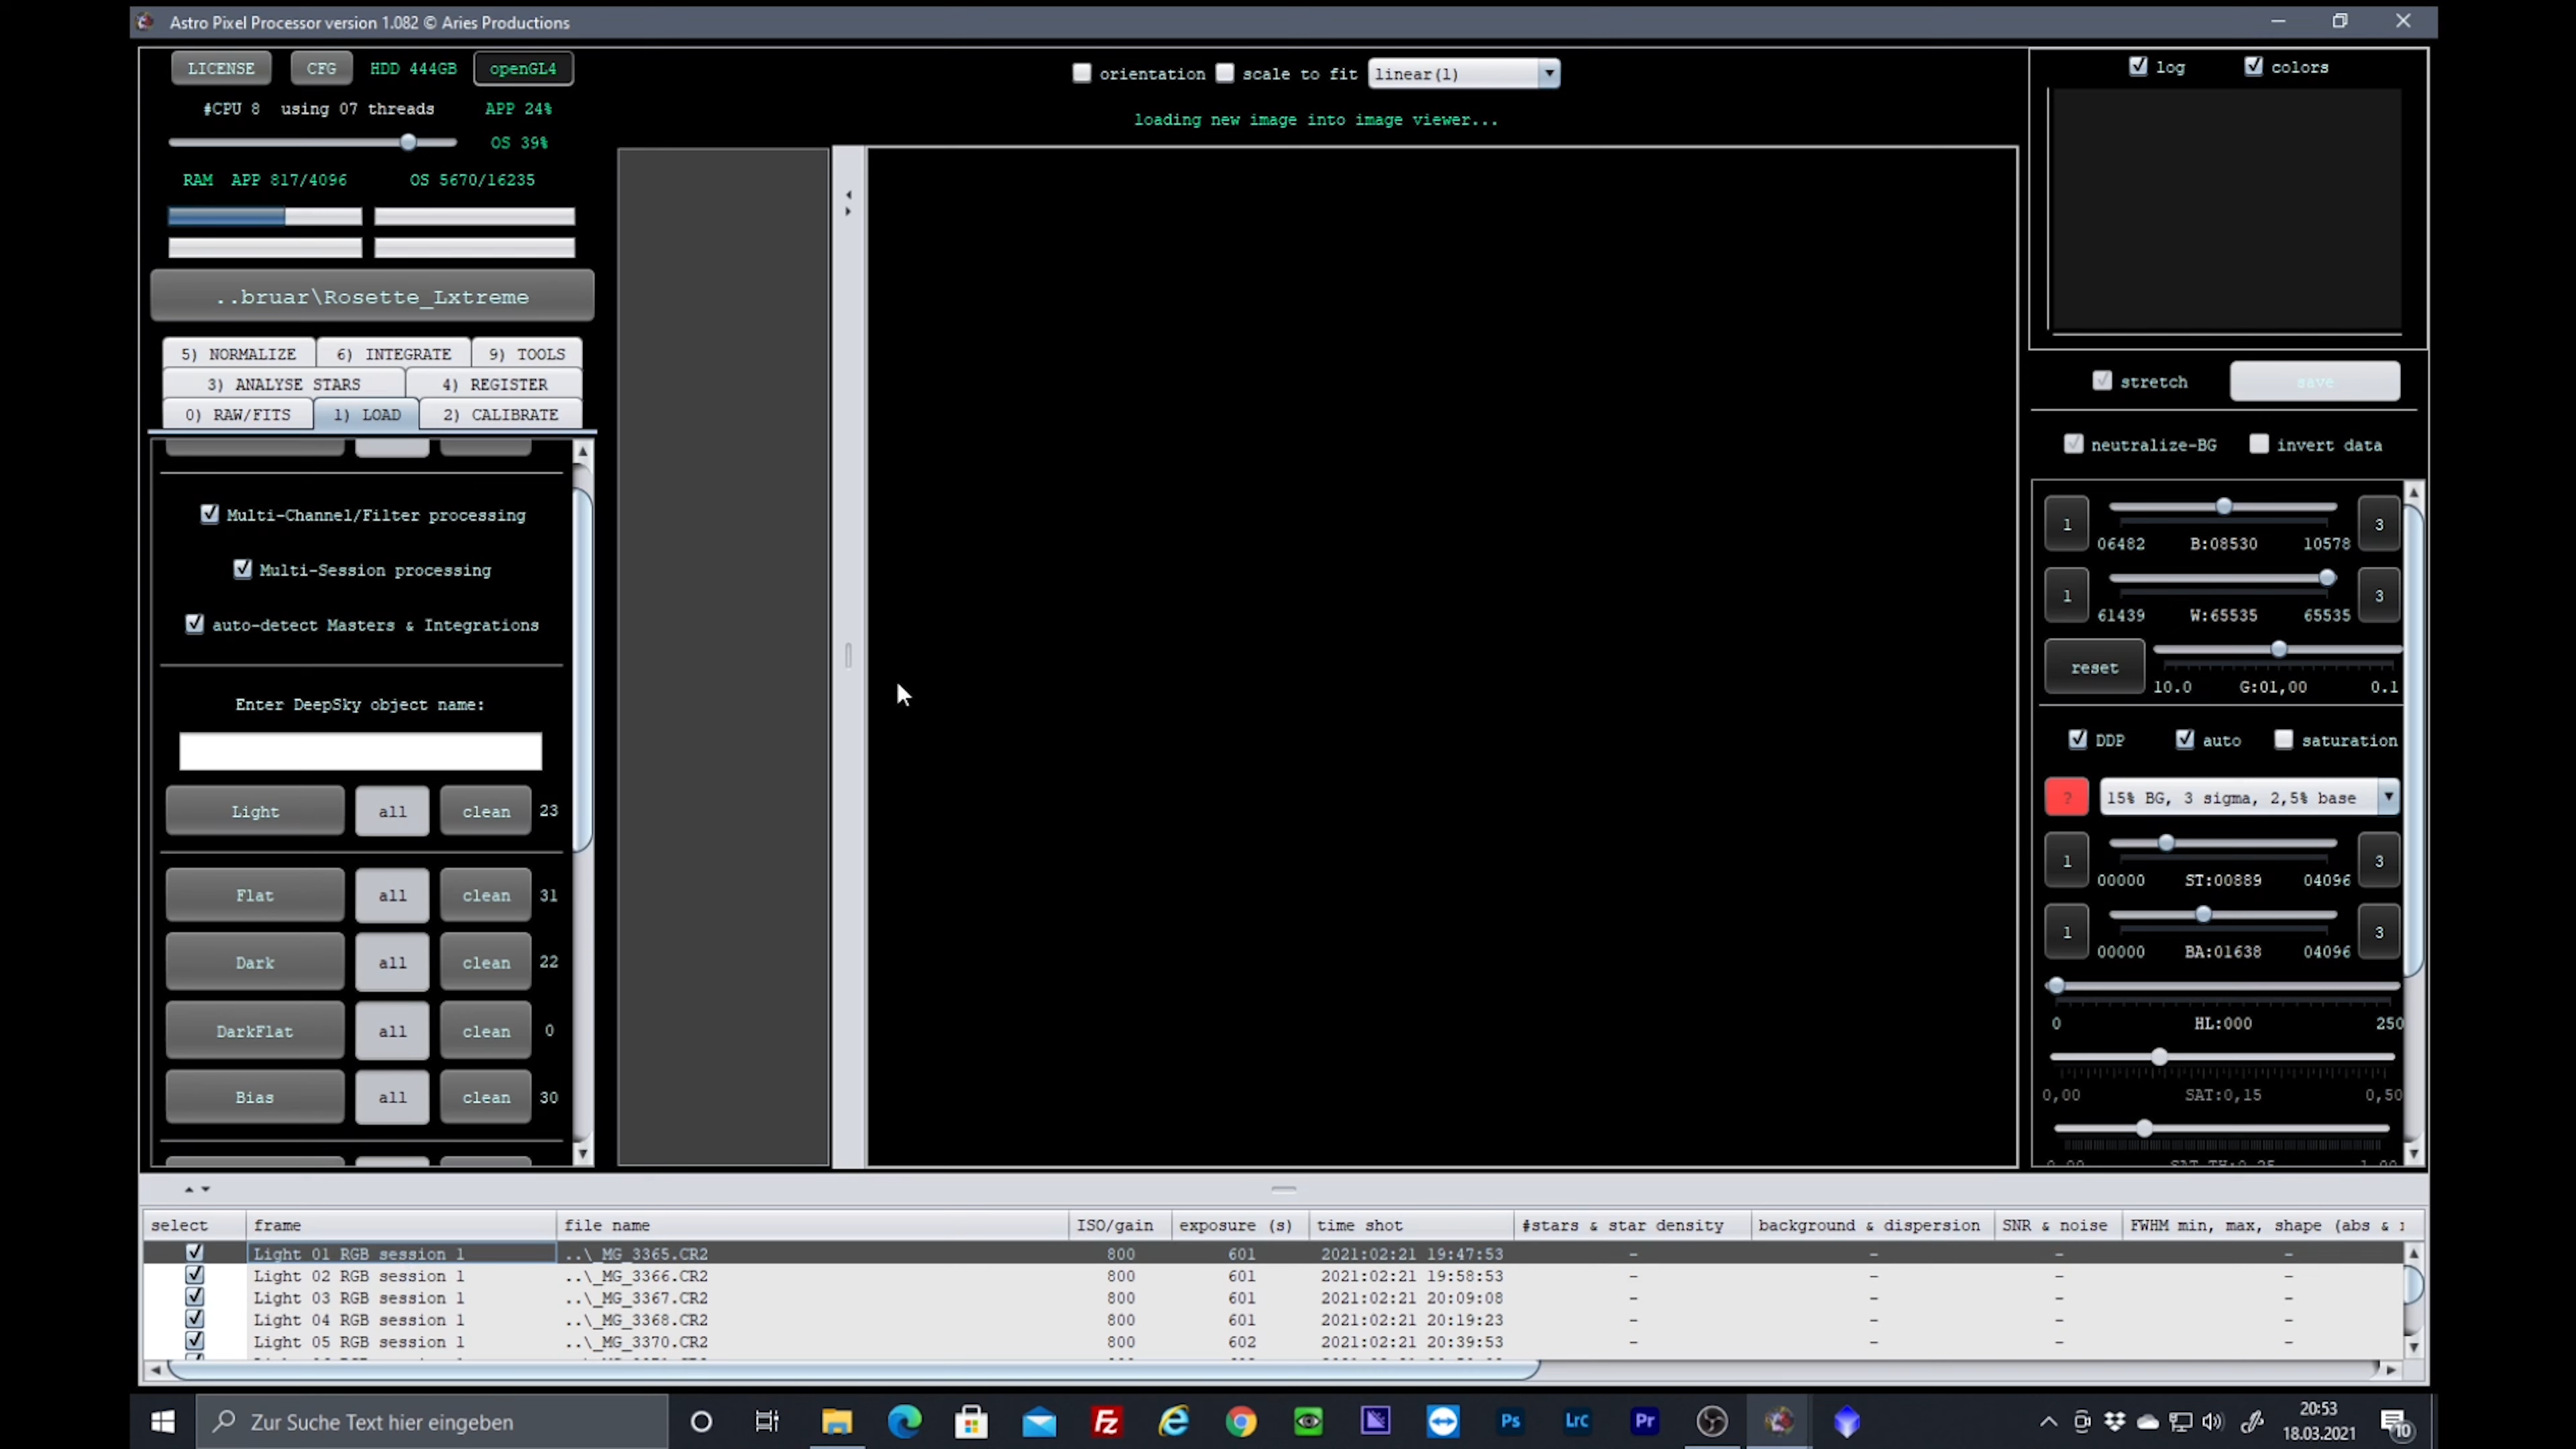 Astro Pixel Processor version 1.082 © Aries Productions
LICENSE CFG HDD 444GB openGL4
#CPU 8 using 07 threads APP 24%
OS 39%
RAM APP 817/4096 OS 5670/16235
..bruar\Rosette_Lxtreme
5) NORMALIZE 6) INTEGRATE 9) TOOLS
3) ANALYSE STARS 4) REGISTER
0) RAW/FITS 1) LOAD 2) CALIBRATE
Multi-Channel/Filter processing
Multi-Session processing
auto-detect Masters & Integrations
Enter DeepSky object name:
Light all clean 23
Flat all clean 31
Dark all clean 22
DarkFlat all clean 0
Bias all clean 30
orientation scale to fit linear(l)
loading new image into image viewer...
log colors
stretch save
neutralize-BG invert data
1 3
06482 B:08530 10578
1 3
61439 W:65535 65535
reset
10.0 G:01,00 0.1
DDP auto saturation
? 15% BG, 3 sigma, 2,5% base
1 3
00000 ST:00889 04096
1 3
00000 BA:01638 04096
0 HL:000 250
0,00 SAT:0,15 0,50
select frame file name ISO/gain exposure (s) time shot #stars & star density background & dispersion SNR & noise FWHM min, max, shape (abs &
Light 01 RGB session 1 ..\_MG_3365.CR2 800 601 2021:02:21 19:47:53 - - - -
Light 02 RGB session 1 ..\_MG_3366.CR2 800 601 2021:02:21 19:58:53 - - - -
Light 03 RGB session 1 ..\_MG_3367.CR2 800 601 2021:02:21 20:09:08 - - - -
Light 04 RGB session 1 ..\_MG_3368.CR2 800 601 2021:02:21 20:19:23 - - - -
Light 05 RGB session 1 ..\_MG_3370.CR2 800 602 2021:02:21 20:39:53 - - - -
Zur Suche Text hier eingeben
Fz Ps Lrc Pr
20:53
18.03.2021
10